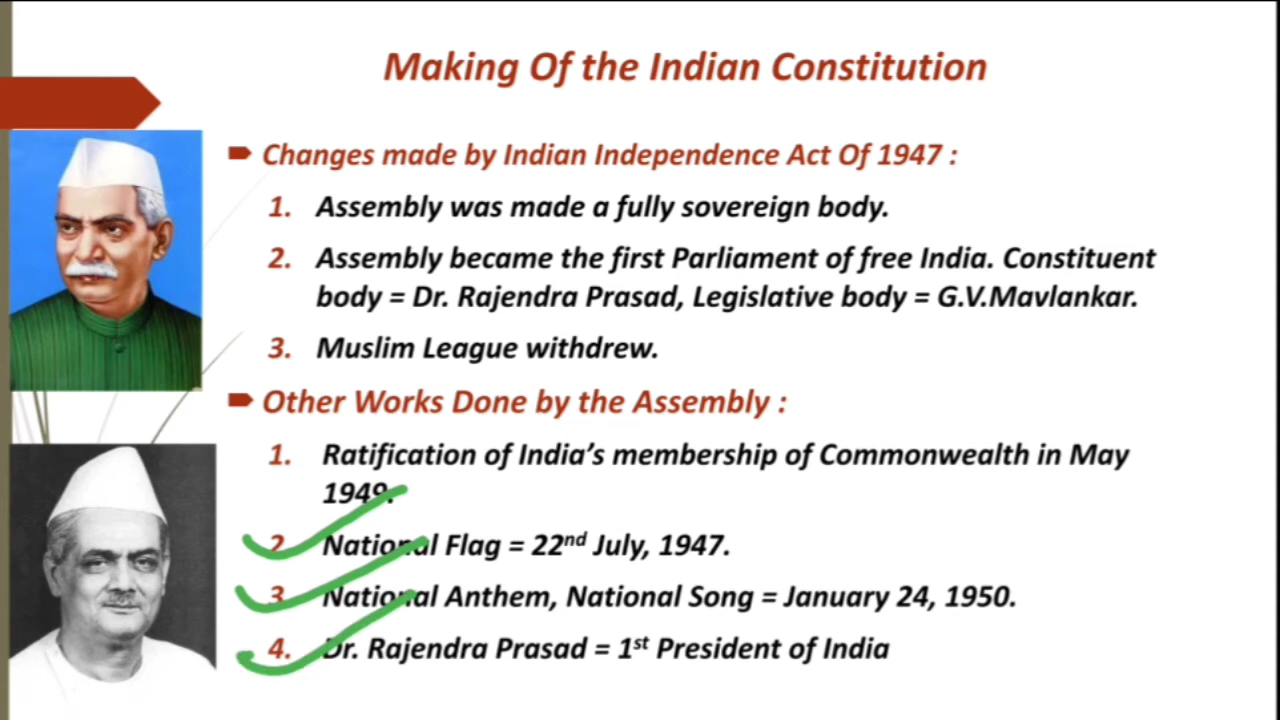 Making Of the Indian Constitution
Changes made by Indian Independence Act Of 1947 :
1. Assembly was made a fully sovereign body.
2. Assembly became the first Parliament of free India. Constituent
body = Dr. Rajendra Prasad, Legislative body = G.V.Mavlankar.
3. Muslim League withdrew.
Other Works Done by the Assembly :
1. Ratification of India's membership of Commonwealth in May
1949.
2. National Flag = 22nd July, 1947.
3. National Anthem, National Song = January 24, 1950.
4. Dr. Rajendra Prasad = 1st President of India